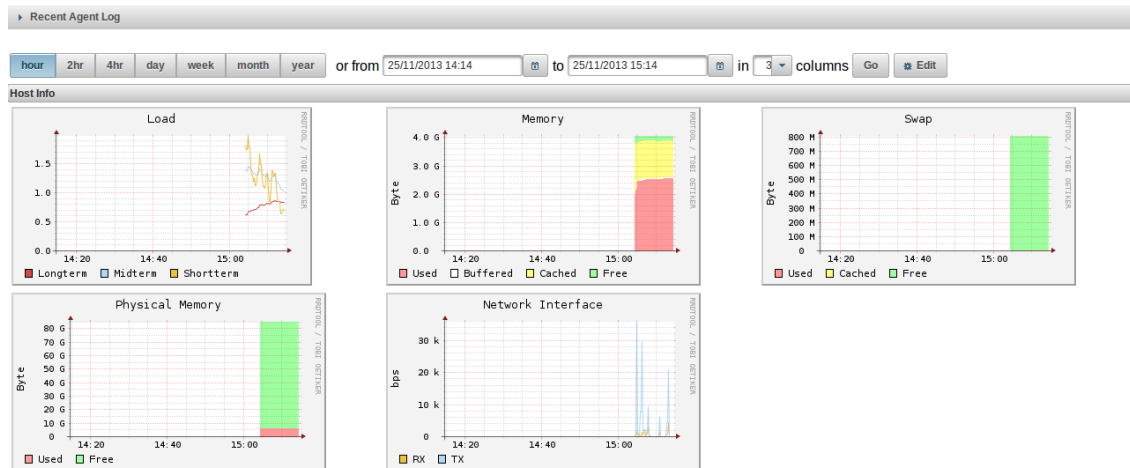 Recent Agent Log
hour 2hr 4hr day week month year or from 25/11/2013 14:14 to 25/11/2013 15:14 in 3 columns Go Edit
Host Info
Load
RRDTOOL / TOBI OETIKER
1.5
1.0
0.5
0.0
14:20 14:40 15:00
Longterm Midterm Shortterm
Memory
RRDTOOL / TOBI OETIKER
Byte
4.0 G
3.0 G
2.0 G
1.0 G
0.0
14:20 14:40 15:00
Used Buffered Cached Free
Swap
RRDTOOL / TOBI OETIKER
Byte
800 M
700 M
600 M
500 M
400 M
300 M
200 M
100 M
0
14:20 14:40 15:00
Used Cached Free
Physical Memory
RRDTOOL / TOBI OETIKER
Byte
80 G
70 G
60 G
50 G
40 G
30 G
20 G
10 G
0
14:20 14:40 15:00
Used Free
Network Interface
RRDTOOL / TOBI OETIKER
bps
30 k
20 k
10 k
0
14:20 14:40 15:00
RX TX